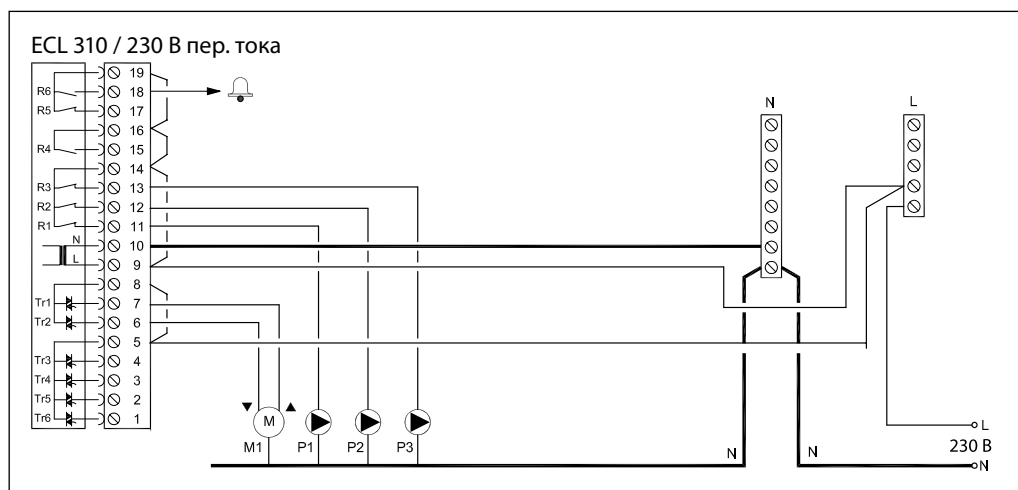 ECL 310 / 230 В пер. тока
19
R6 18
R5 17
16
R4 15
14
R3 13
R2 12
R1 11
N 10
L 9
8
Tr1 7
Tr2 6
5
Tr3 4
Tr4 3
Tr5 2
Tr6 1
M
M1 P1 P2 P3
N
L
N N
L
230 В
N